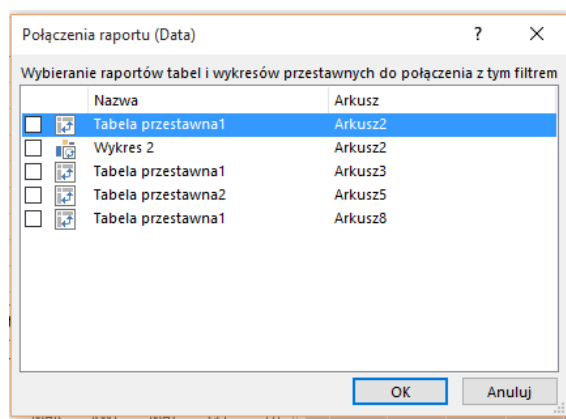 Połączenia raportu (Data)
?
Wybieranie raportów tabel i wykresów przestawnych do połączenia z tym filtrem
Nazwa Arkusz
Tabela przestawna1 Arkusz2
Wykres 2 Arkusz2
Tabela przestawna1 Arkusz3
Tabela przestawna2 Arkusz5
Tabela przestawna1 Arkusz8
OK Anuluj